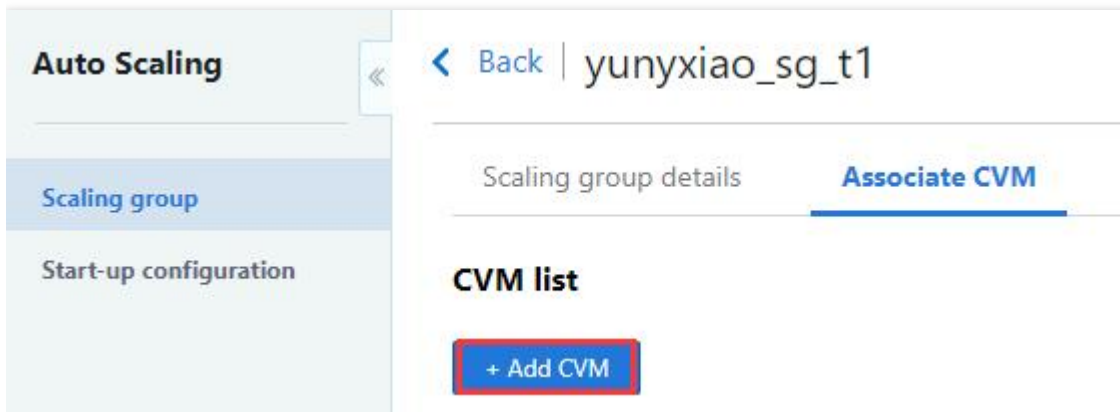 Auto Scaling
Scaling group
Start-up configuration
«
Back | yunyxiao_sg_t1
Scaling group details Associate CVM
CVM list
+ Add CVM